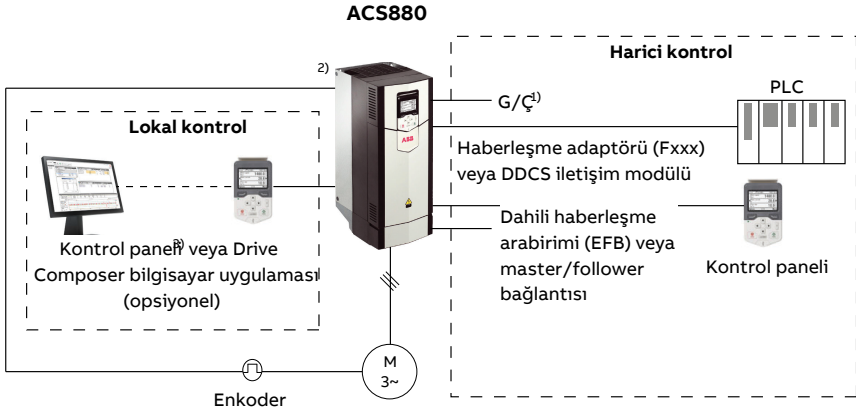 ACS880
2)
Harici kontrol
Lokal kontrol
G/Ç1)
PLC
ABB
Haberleşme adaptörü (Fxxx)
veya DDCS iletişim modülü
Dahili haberleşme
arabirimi (EFB) veya
master/follower
bağlantısı
Kontrol paneli
Kontrol paneli3) veya Drive
Composer bilgisayar uygulaması
(opsiyonel)
M
3~
Enkoder